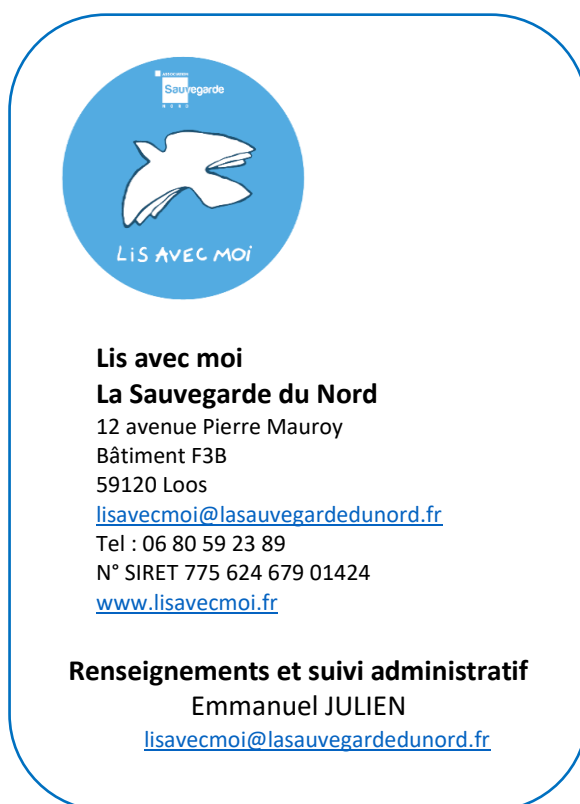 ASSOCIATION
Sauvegarde
NORD
LiS AVEC MOi
Lis avec moi
La Sauvegarde du Nord
12 avenue Pierre Mauroy
Bâtiment F3B
59120 Loos
lisavecmoi@lasauvegardedunord.fr
Tel : 06 80 59 23 89
N° SIRET 775 624 679 01424
www.lisavecmoi.fr
Renseignements et suivi administratif
Emmanuel JULIEN
lisavecmoi@lasauvegardedunord.fr